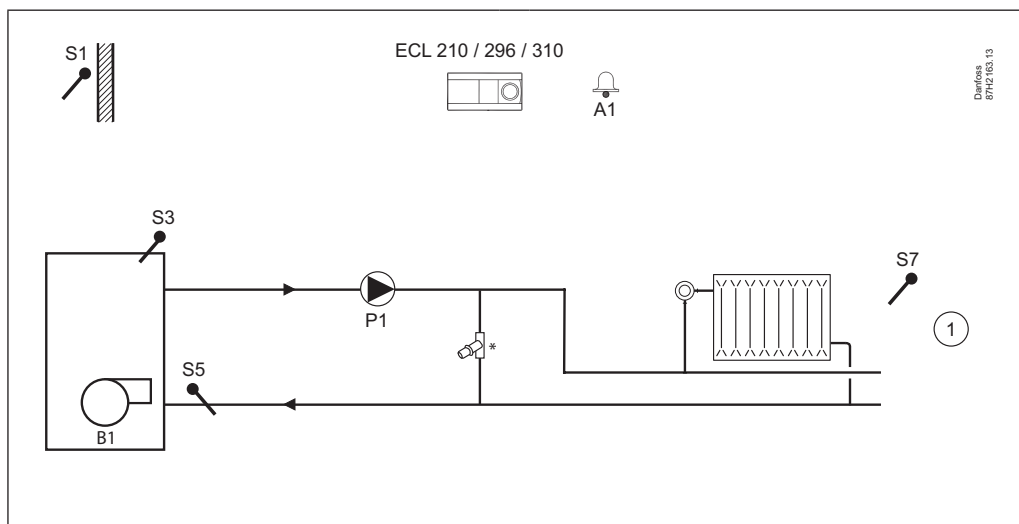 S1
ECL 210 / 296 / 310
A1
Danfoss
87H2163.13
S3
S7
P1
1
*
S5
B1